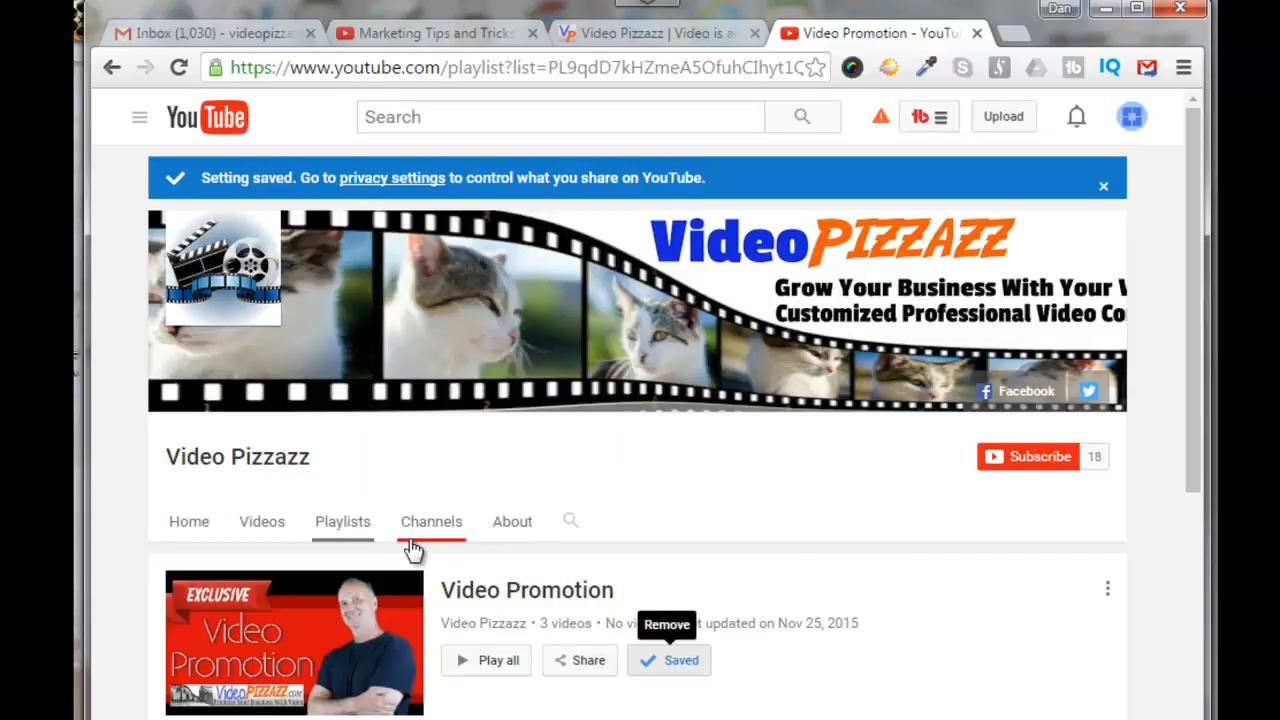 Dan
Inbox (1,030) - videopizza
Marketing Tips and Tricks
Video Pizzazz | Video is a
Video Promotion - YouTu
https://www.youtube.com/playlist?list=PL9qdD7kHZmeA5OfuhCIhyt1C
YouTube
Search
Upload
Setting saved. Go to privacy settings to control what you share on YouTube.
VideoPIZZAZZ
Grow Your Business With Your
Customized Professional Video Co
Facebook
Video Pizzazz
Subscribe 18
Home Videos Playlists Channels About
EXCLUSIVE
Video
Promotion
VIDEOPIZZAZZ.COM
Video Promotion
Video Pizzazz • 3 videos • No vi t updated on Nov 25, 2015
Remove
Play all Share Saved